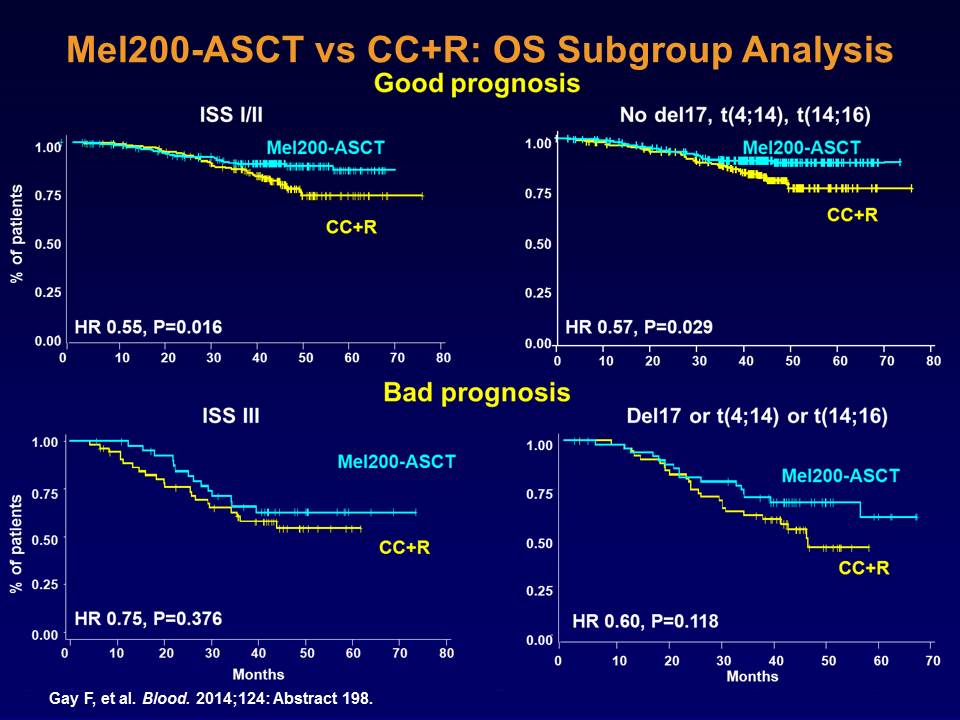 Mel200-ASCT vs CC+R: OS Subgroup Analysis
Good prognosis
ISS I/II
% of patients
1.00
0.75
0.50
0.25
0.00
Mel200-ASCT
CC+R
HR 0.55, P=0.016
0 10 20 30 40 50 60 70 80
No del17, t(4;14), t(14;16)
1.00
0.75
0.50
0.25
0.00
Mel200-ASCT
CC+R
HR 0.57, P=0.029
0 10 20 30 40 50 60 70 80
Bad prognosis
ISS III
% of patients
1.00
0.75
0.50
0.25
0.00
Mel200-ASCT
CC+R
HR 0.75, P=0.376
0 10 20 30 40 50 60 70 80
Months
Del17 or t(4;14) or t(14;16)
1.00
0.75
0.50
0.25
0.00
Mel200-ASCT
CC+R
HR 0.60, P=0.118
0 10 20 30 40 50 60 70
Months
Gay F, et al. Blood. 2014;124: Abstract 198.